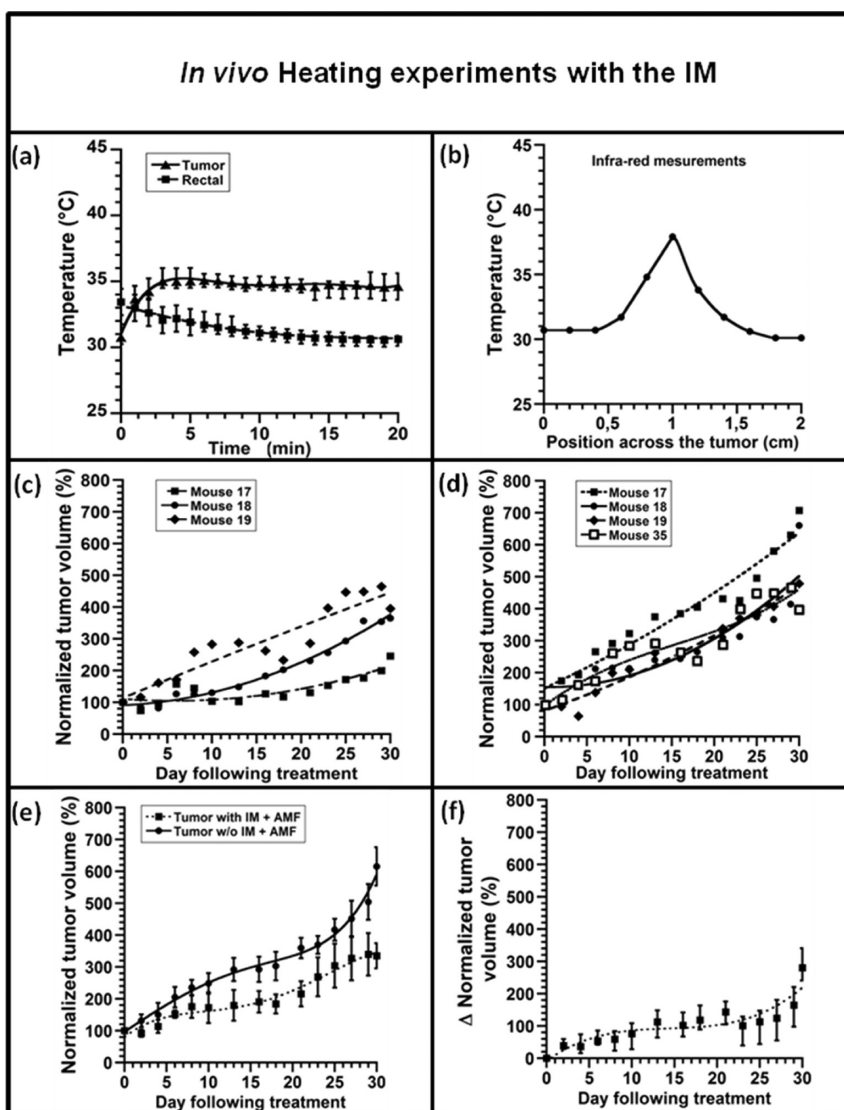 In vivo Heating experiments with the IM
(a)
45
40
35
30
25
Temperature (°C)
Tumor
Rectal
0
5
10
15
20
Time (min)
(b)
45
40
35
30
25
Temperature (°C)
Infra-red mesurements
0
0,5
1
1,5
2
Position across the tumor (cm)
(c)
800
700
600
500
400
300
200
100
0
Normalized tumor volume (%)
Mouse 17
Mouse 18
Mouse 19
0
5
10
15
20
25
30
Day following treatment
(d)
800
700
600
500
400
300
200
100
0
Normalized tumor volume (%)
Mouse 17
Mouse 18
Mouse 19
Mouse 35
0
5
10
15
20
25
30
Day following treatment
(e)
800
700
600
500
400
300
200
100
0
Normalized tumor volume (%)
Tumor with IM + AMF
Tumor w/o IM + AMF
0
5
10
15
20
25
30
Day following treatment
(f)
800
700
600
500
400
300
200
100
0
Δ Normalized tumor
volume (%)
0
5
10
15
20
25
30
Day following treatment